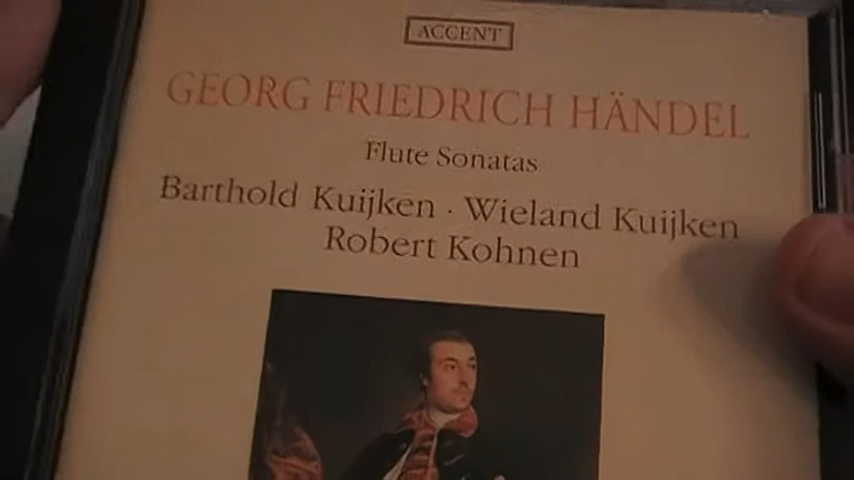 ACCENT
GEORG FRIEDRICH HÄNDEL
Flute Sonatas
Barthold Kuijken · Wieland Kuijken
Robert Kohnen